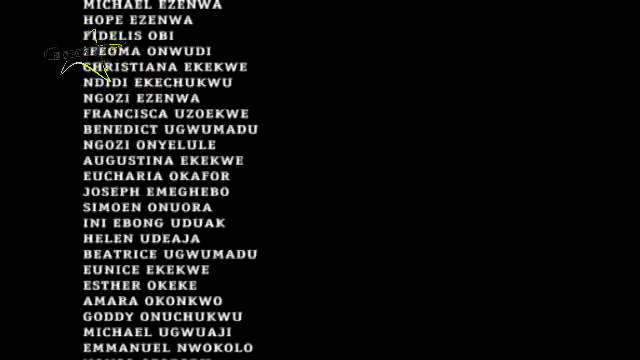 MICHAEL EZENWA
HOPE EZENWA
FIDELIS OBI
IFEOMA ONWUDI
CHRISTIANA EKEKWE
NDIDI EKECHUKWU
NGOZI EZENWA
FRANCISCA UZOEKWE
BENEDICT UGWUMADU
NGOZI ONYELULE
AUGUSTINA EKEKWE
EUCHARIA OKAFOR
JOSEPH EMEGHEBO
SIMOEN ONUORA
INI EBONG UDUAK
HELEN UDEAJA
BEATRICE UGWUMADU
EUNICE EKEKWE
ESTHER OKEKE
AMARA OKONKWO
GODDY ONUCHUKWU
MICHAEL UGWUAJI
EMMANUEL NWOKOLO